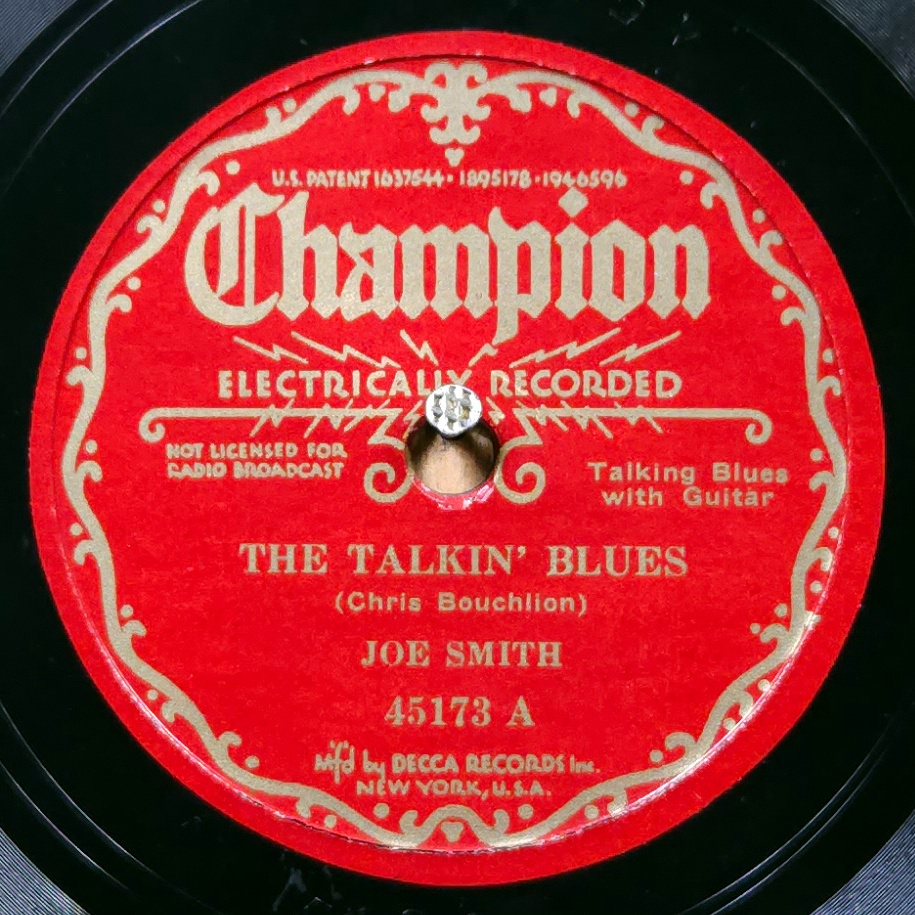 U.S. PATENT 1637544 · 1895178 · 1946596
Champion
ELECTRICALLY RECORDED
NOT LICENSED FOR
RADIO BROADCAST
Talking Blues
with Guitar
THE TALKIN' BLUES
(Chris Bouchlion)
JOE SMITH
45173 A
Mf'd by DECCA RECORDS Inc.
NEW YORK, U.S.A.